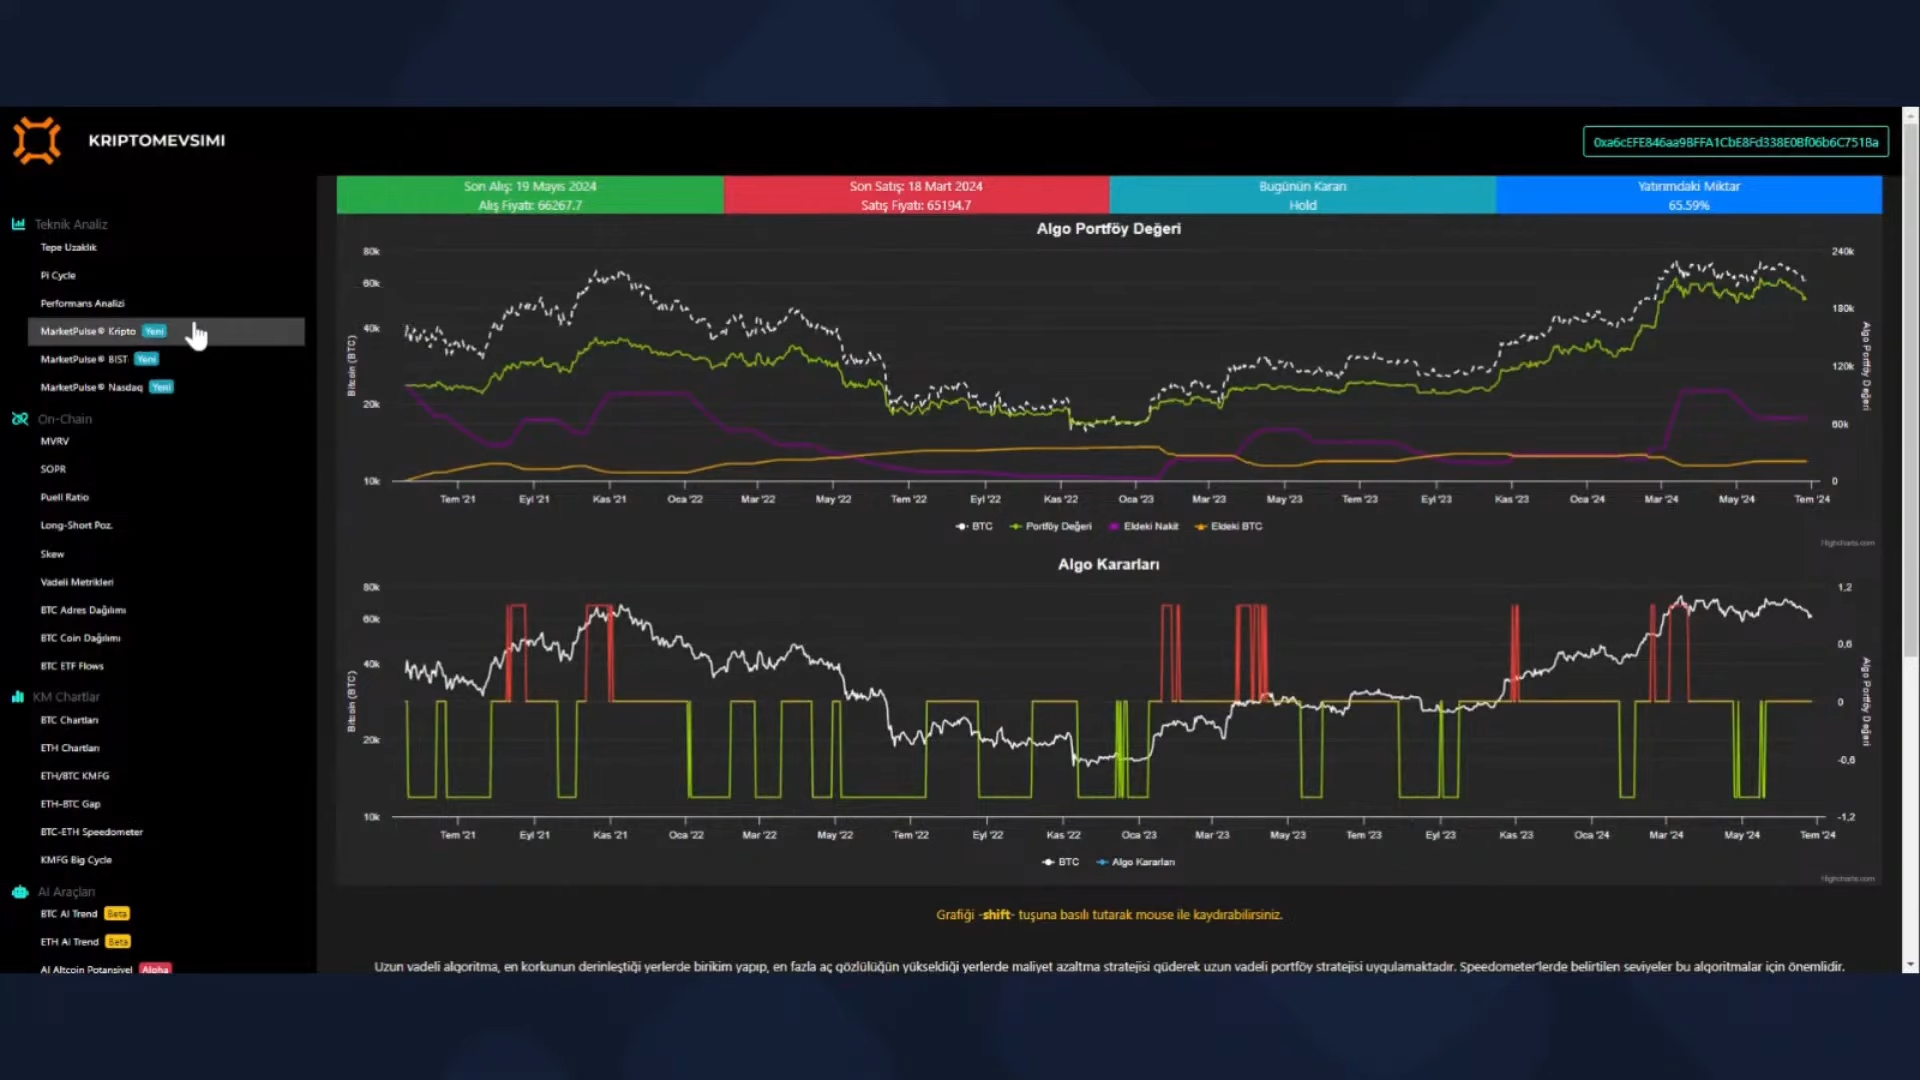 KRIPTOMEVSIMI
0xa6cEFE846aa9BFFA1CbE8Fd338E0Bf06b6C751Ba
Teknik Analiz
Tepe Uzaklık
Pi Cycle
Performans Analizi
MarketPulse® Kripto Yeni
MarketPulse® BIST Yeni
MarketPulse® Nasdaq Yeni
On-Chain
MVRV
SOPR
Puell Ratio
Long-Short Poz.
Skew
Vadeli Metrikleri
BTC Adres Dağılımı
BTC Coin Dağılımı
BTC ETF Flows
KM Chartlar
BTC Chartları
ETH Chartları
ETH/BTC KMFG
ETH-BTC Gap
BTC-ETH Speedometer
KMFG Big Cycle
AI Araçları
BTC AI Trend Beta
ETH AI Trend Beta
AI Altcoin Potansiyel Alpha
Son Alış: 19 Mayıs 2024
Alış Fiyatı: 66267.7
Son Satış: 18 Mart 2024
Satış Fiyatı: 65194.7
Bugünün Kararı
Hold
Yatırımdaki Miktar
65.59%
Algo Portföy Değeri
80k
60k
40k
20k
10k
Bitcoin (BTC)
240k
180k
120k
60k
0
Algo Portföy Değeri
Tem '21 Eyl '21 Kas '21 Oca '22 Mar '22 May '22 Tem '22 Eyl '22 Kas '22 Oca '23 Mar '23 May '23 Tem '23 Eyl '23 Kas '23 Oca '24 Mar '24 May '24 Tem '24
BTC Portföy Değeri Eldeki Nakit Eldeki BTC
Highcharts.com
Algo Kararları
80k
60k
40k
20k
10k
Bitcoin (BTC)
1,2
0,6
0
-0,6
-1,2
Algo Portföy Değeri
Tem '21 Eyl '21 Kas '21 Oca '22 Mar '22 May '22 Tem '22 Eyl '22 Kas '22 Oca '23 Mar '23 May '23 Tem '23 Eyl '23 Kas '23 Oca '24 Mar '24 May '24 Tem '24
BTC Algo Kararları
Highcharts.com
Grafiği -shift- tuşuna basılı tutarak mouse ile kaydırabilirsiniz.
Uzun vadeli algoritma, en korkunun derinleştiği yerlerde birikim yapıp, en fazla aç gözlülüğün yükseldiği yerlerde maliyet azaltma stratejisi güderek uzun vadeli portföy stratejisi uygulamaktadır. Speedometer'lerde belirtilen seviyeler bu algoritmalar için önemlidir.